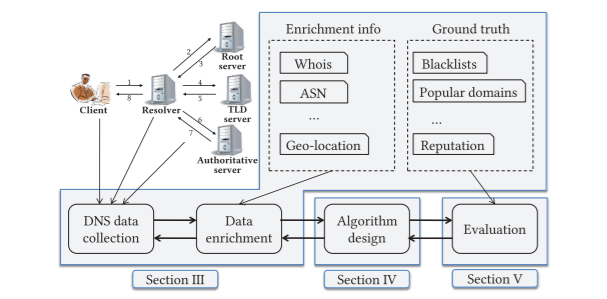 Enrichment info
Ground truth
Root
server
Whois
ASN
...
Geo-location
Blacklists
Popular domains
...
Reputation
1
2
3
4
5
6
7
8
Client
Resolver
TLD
server
Authoritative
server
DNS data
collection
Data
enrichment
Algorithm
design
Evaluation
Section III
Section IV
Section V